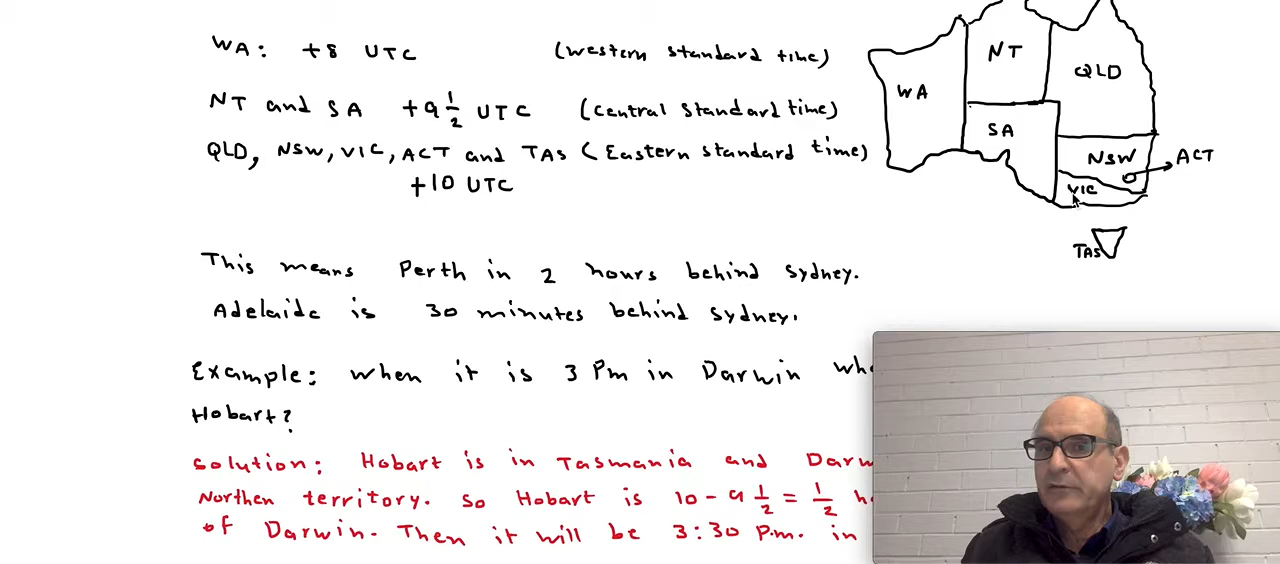 WA: +8 UTC (western standard time)
NT and SA +9 1/2 UTC (central standard time)
QLD, NSW, VIC, ACT and TAS (Eastern standard time)
+10 UTC
This means Perth in 2 hours behind sydney.
Adelaide is 30 minutes behind sydney.
Example: when it is 3 Pm in Darwin
Hobart?
solution: Hobart is in Tasmania and
Northen territory. so Hobart is 10 - 9 1/2 = 1/2
of Darwin. Then it will be 3:30 P.m. in
NT
QLD
WA
SA
NSW
ACT
VIC
TAS